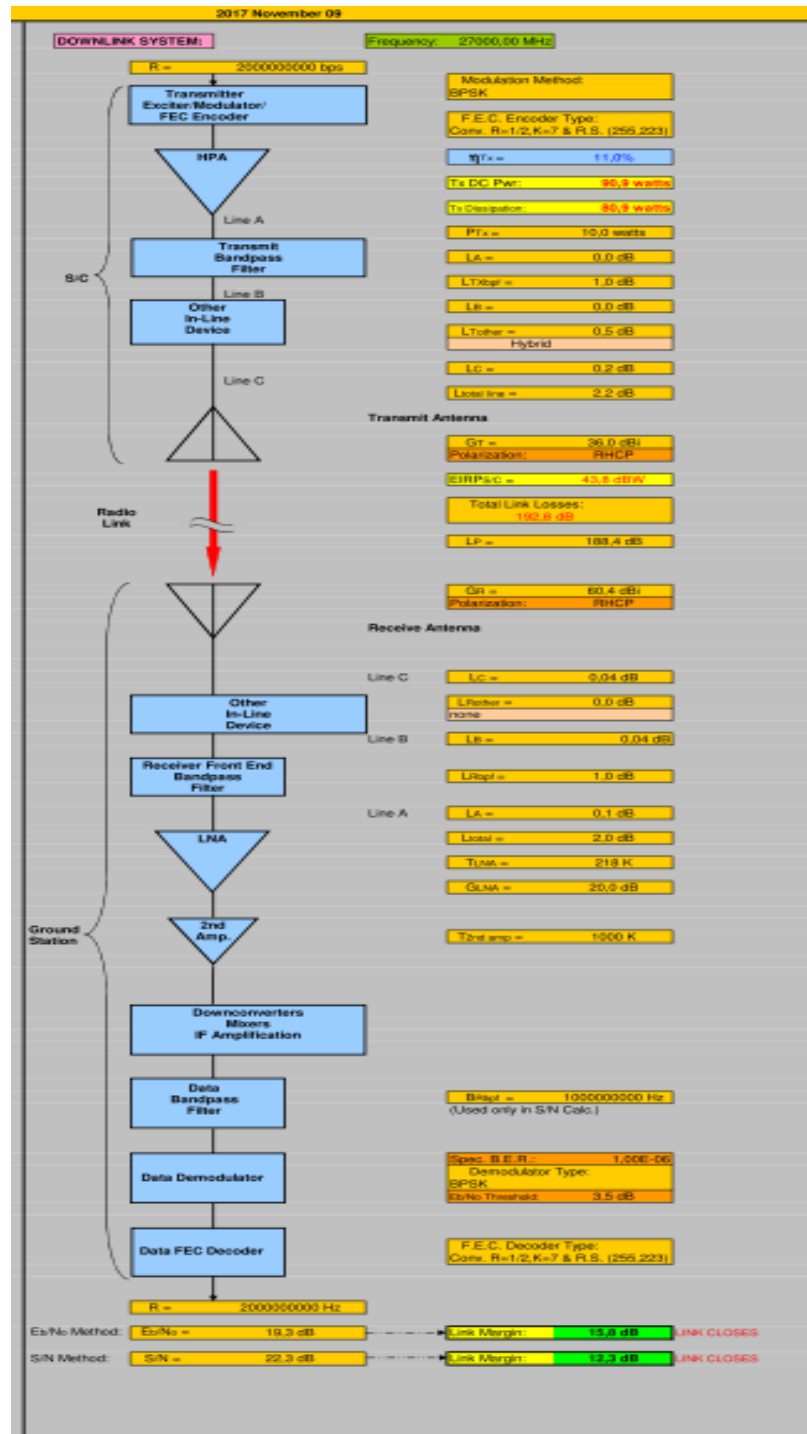 2017 November 09
DOWNLINK SYSTEM:
Frequency: 27000,00 MHz
R = 2000000000 bps
Transmitter
Exciter/Modulator/
FEC Encoder
Modulation Method:
BPSK
F.E.C. Encoder Type:
Conv. R=1/2,K=7 & R.S. (255,223)
HPA
ηTx = 11,0%
Tx DC Pwr: 90,9 watts
Tx Dissipation: 80,9 watts
Line A
PTx = 10,0 watts
Transmit
Bandpass
Filter
LA = 0,0 dB
S/C
LTXbpf = 1,0 dB
Line B
Other
In-Line
Device
LB = 0,0 dB
LTother = 0,5 dB
Hybrid
LC = 0,2 dB
Line C
Ltotal line = 2,2 dB
Transmit Antenna
GT = 36,0 dBi
Polarization: RHCP
EIRPS/C = 43,8 dBW
Radio
Link
Total Link Losses:
192,8 dB
LP = 188,4 dB
GR = 60,4 dBi
Polarization: RHCP
Receive Antenna
Line C
LC = 0,04 dB
Other
In-Line
Device
LRother = 0,0 dB
none
Line B
LB = 0,04 dB
Receiver Front End
Bandpass
Filter
LRbpf = 1,0 dB
Line A
LA = 0,1 dB
LNA
Ltotal = 2,0 dB
TLNA = 218 K
GLNA = 20,0 dB
Ground
Station
2nd
Amp.
T2nd amp = 1000 K
Downconverters
Mixers
IF Amplification
Data
Bandpass
Filter
BRbpf = 1000000000 Hz
(Used only in S/N Calc.)
Data Demodulator
Spec. B.E.R.: 1,00E-06
Demodulator Type:
BPSK
Eb/No Threshold: 3,5 dB
Data FEC Decoder
F.E.C. Decoder Type:
Conv. R=1/2,K=7 & R.S. (255,223)
R = 2000000000 Hz
Eb/No Method: Eb/No = 19,3 dB Link Margin: 15,8 dB LINK CLOSES
S/N Method: S/N = 22,3 dB Link Margin: 12,3 dB LINK CLOSES